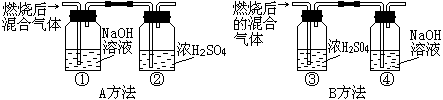 燃烧后
混合气体
NaOH
溶液
浓H2SO4
①
②
A方法
燃烧后
的混合
气体
浓H2SO4
NaOH
溶液
③
④
B方法